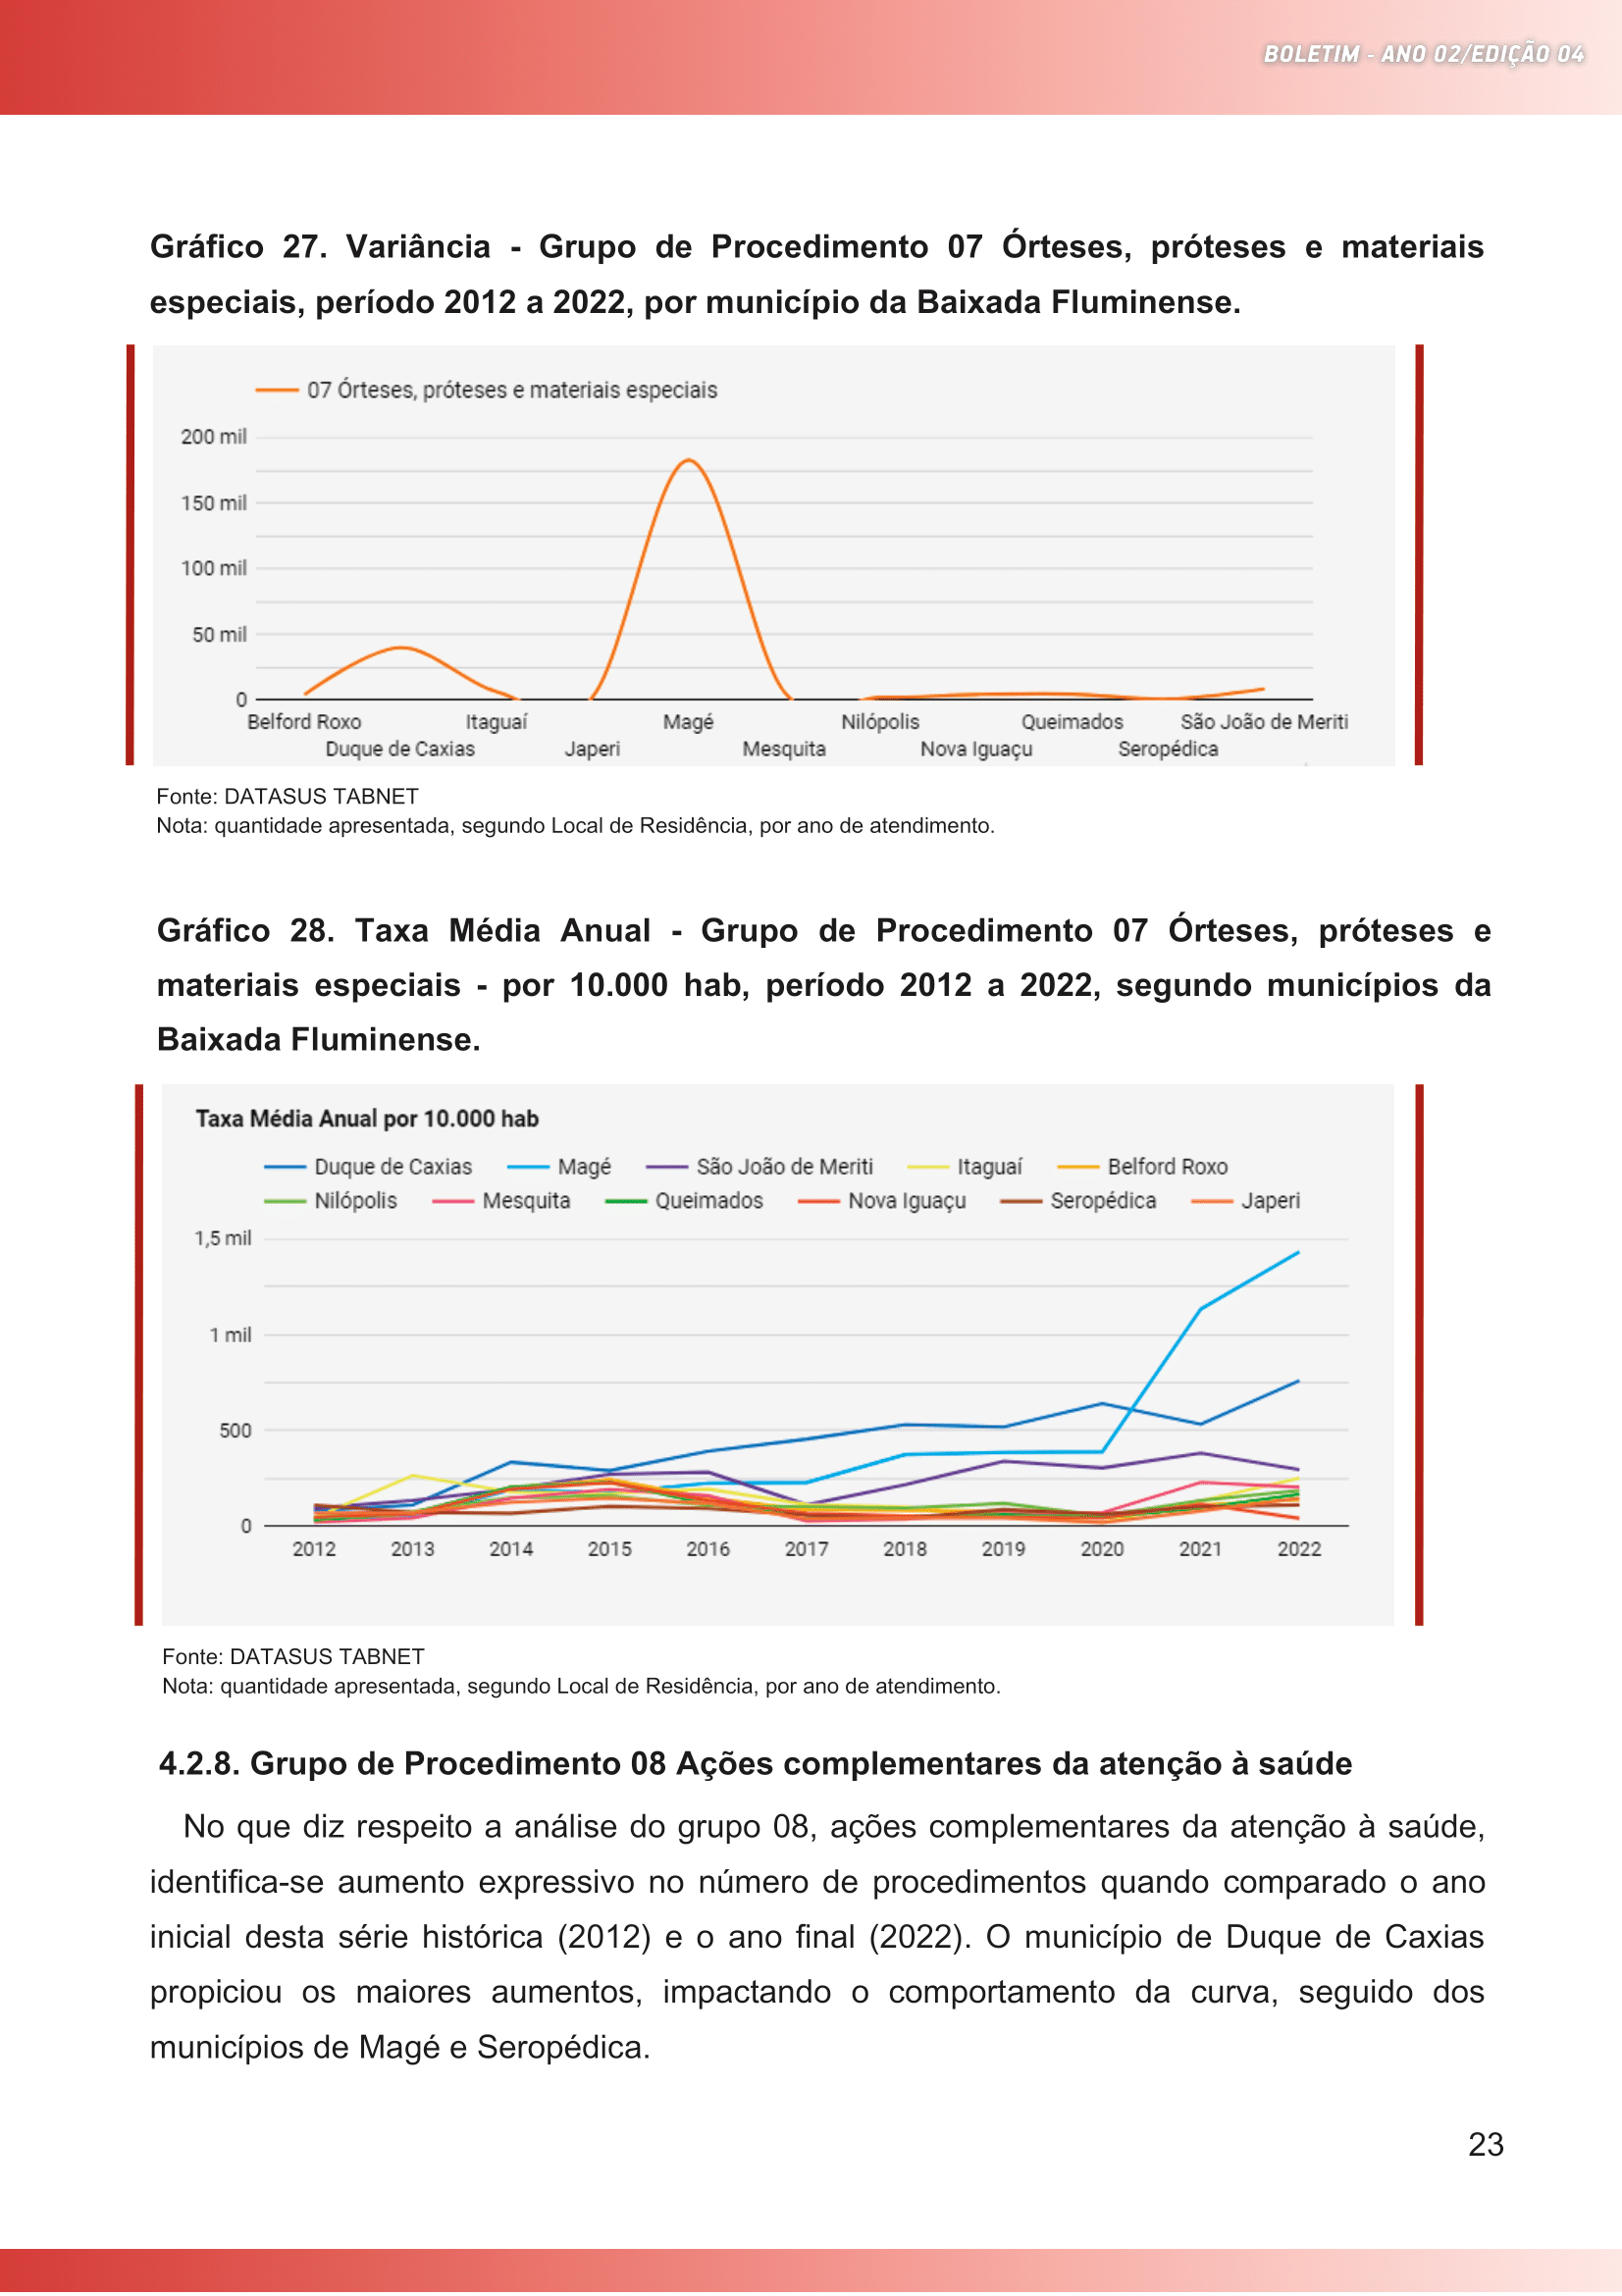 BOLETIM - ANO 02/EDIÇÃO 04
Gráfico 27. Variância - Grupo de Procedimento 07 Órteses, próteses e materiais
especiais, período 2012 a 2022, por município da Baixada Fluminense.
07 Órteses, próteses e materiais especiais
200 mil
150 mil
100 mil
50 mil
0
Belford Roxo Itaguaí Magé Nilópolis Queimados São João de Meriti
Duque de Caxias Japeri Mesquita Nova Iguaçu Seropédica
Fonte: DATASUS TABNET
Nota: quantidade apresentada, segundo Local de Residência, por ano de atendimento.
Gráfico 28. Taxa Média Anual - Grupo de Procedimento 07 Órteses, próteses e
materiais especiais - por 10.000 hab, período 2012 a 2022, segundo municípios da
Baixada Fluminense.
Taxa Média Anual por 10.000 hab
Duque de Caxias Magé São João de Meriti Itaguaí Belford Roxo
Nilópolis Mesquita Queimados Nova Iguaçu Seropédica Japeri
1,5 mil
1 mil
500
0
2012 2013 2014 2015 2016 2017 2018 2019 2020 2021 2022
Fonte: DATASUS TABNET
Nota: quantidade apresentada, segundo Local de Residência, por ano de atendimento.
4.2.8. Grupo de Procedimento 08 Ações complementares da atenção à saúde
No que diz respeito a análise do grupo 08, ações complementares da atenção à saúde,
identifica-se aumento expressivo no número de procedimentos quando comparado o ano
inicial desta série histórica (2012) e o ano final (2022). O município de Duque de Caxias
propiciou os maiores aumentos, impactando o comportamento da curva, seguido dos
municípios de Magé e Seropédica.
23